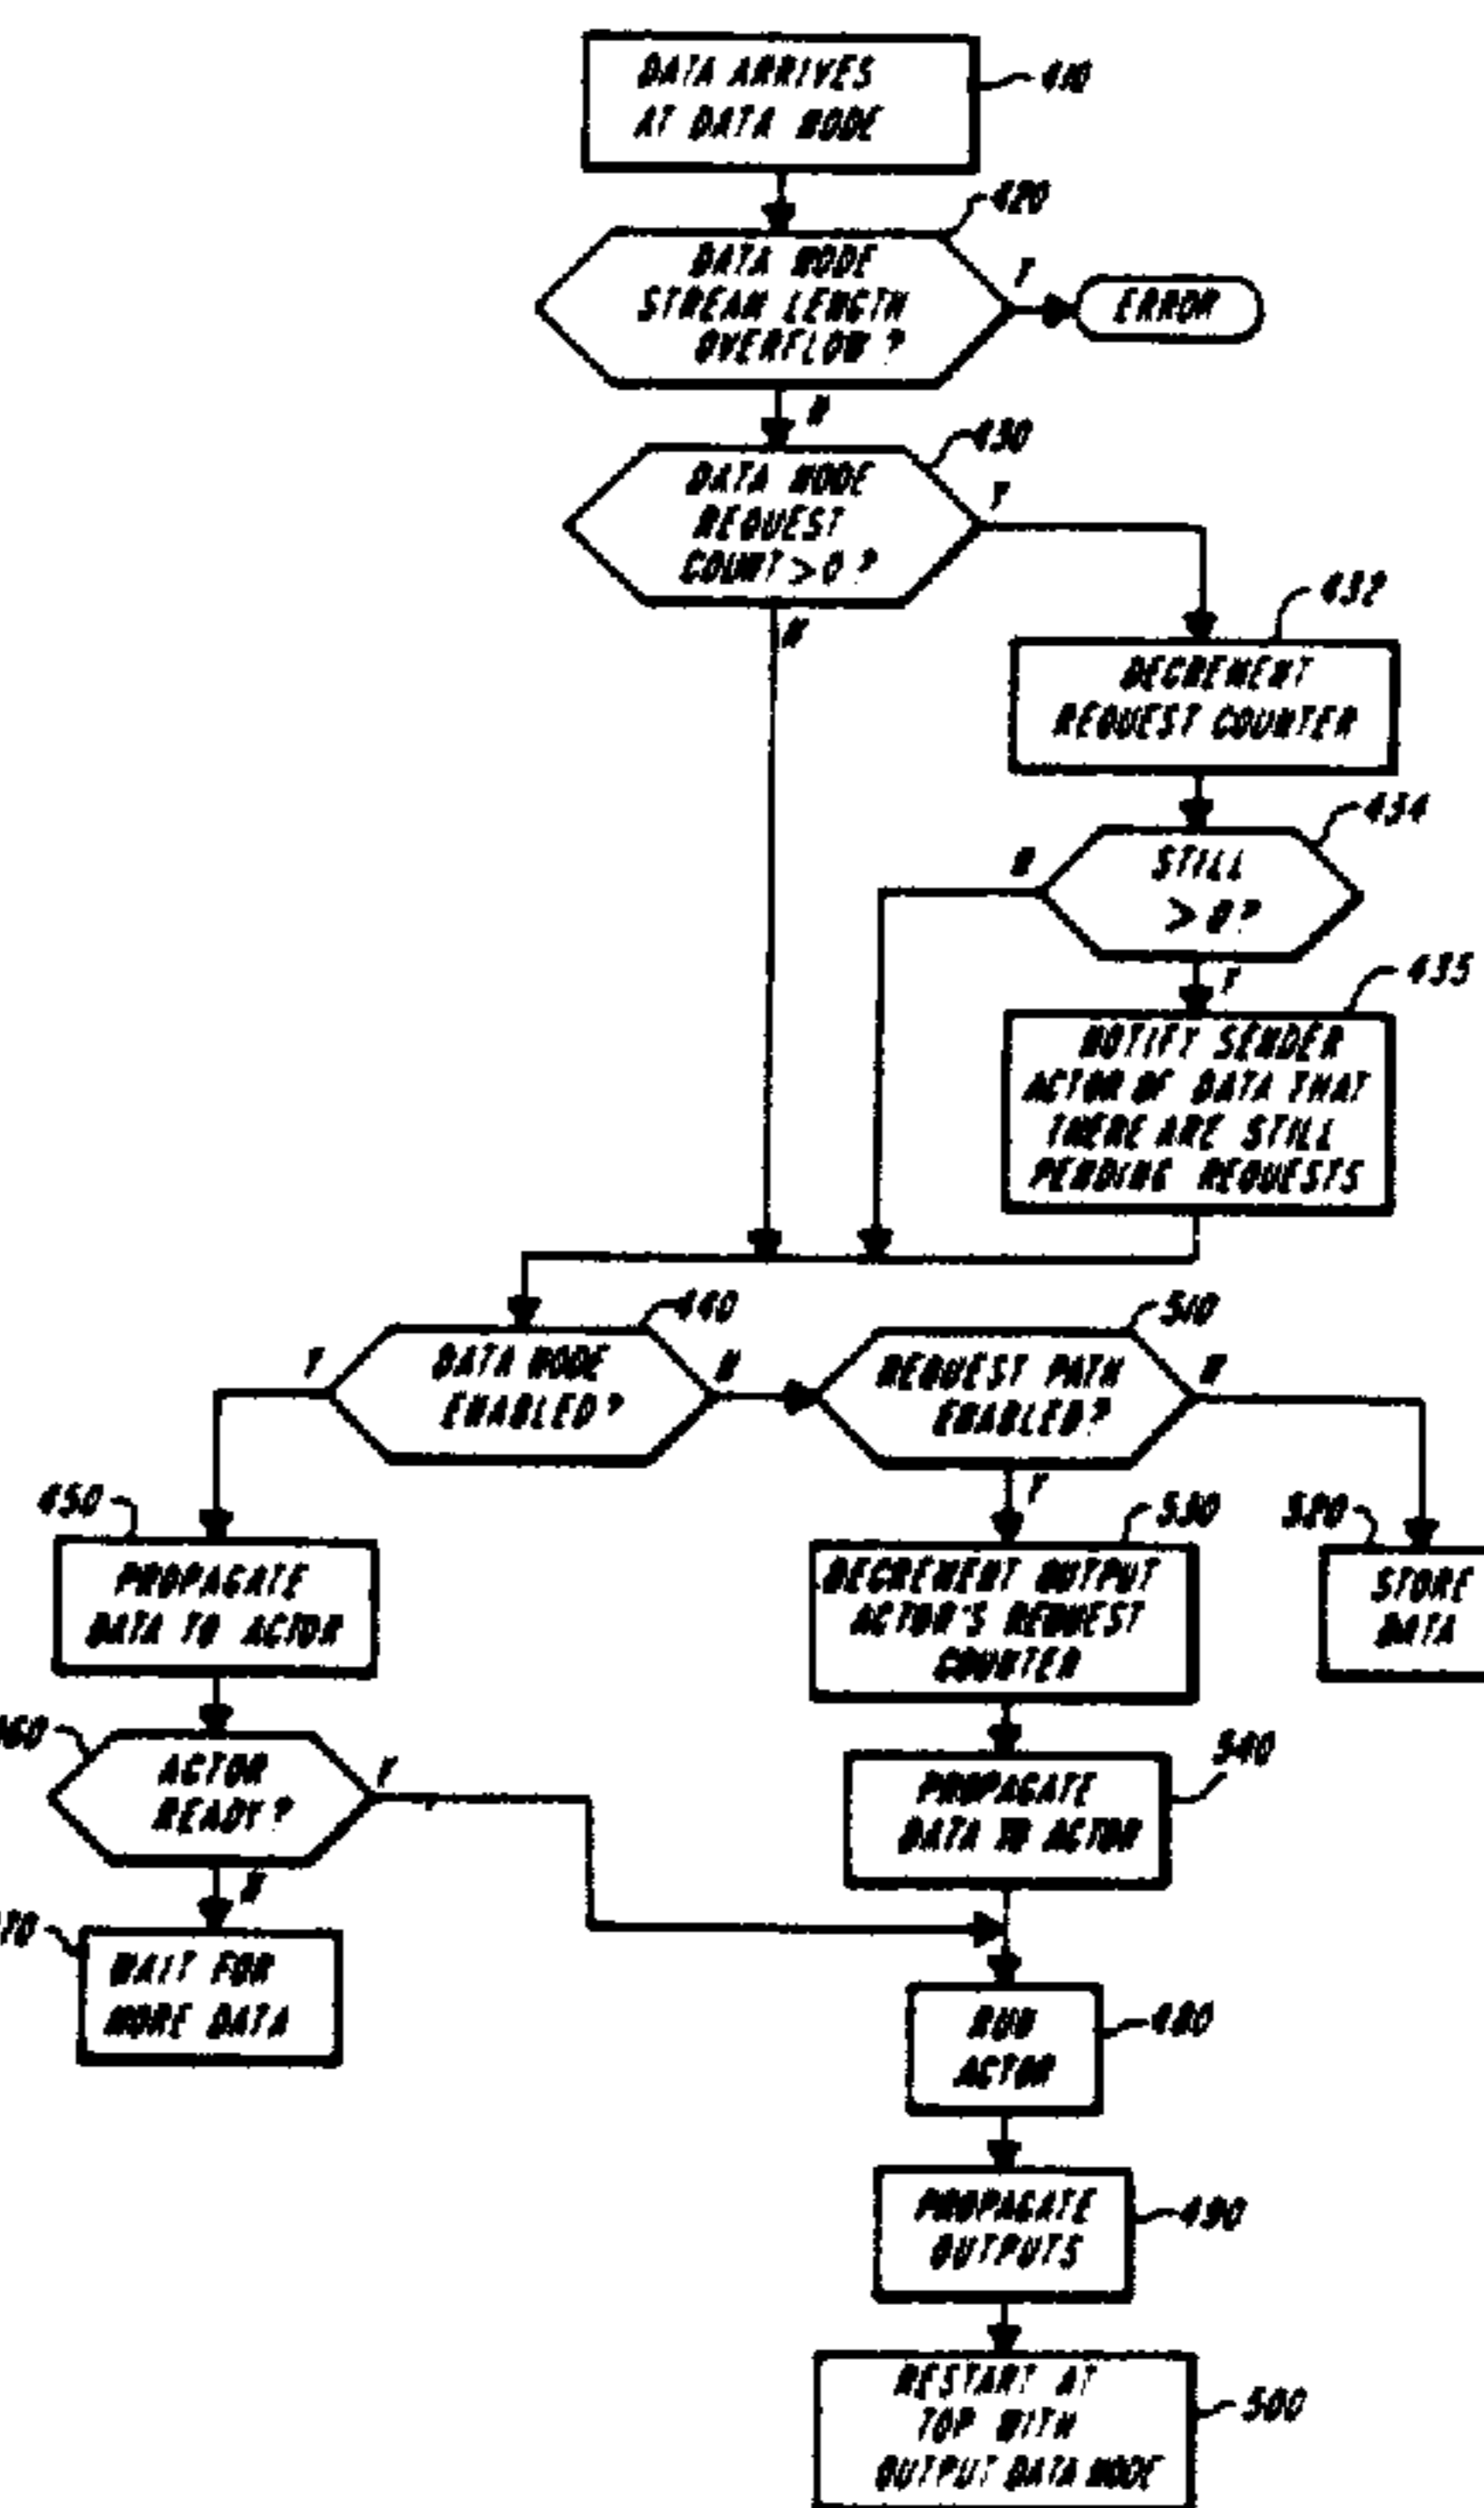 DATA ARRIVES
AT DATA NODE
410
420
DATA NODE
STREAM LENGTH
OVERFLOW?
Y
ERROR
N
430
DATA NODE
REQUEST
COUNT>0?
Y
N
432
DECREMENT
REQUEST COUNTER
434
STILL
>0?
N
Y
435
NOTIFY SENDER
ACTOR OF DATA THAT
THERE ARE STILL
PENDING REQUESTS
440
DATA NODE
ENABLED?
Y
N
510
REQUEST PATH
ENABLED?
N
Y
450
PROPAGATE
DATA TO ACTOR
530
DECREMENT OUTPUT
ACTOR'S REQUEST
COUNTER
520
STORE
DATA
60
ACTOR
READY?
Y
N
540
PROPAGATE
DATA TO ACTOR
70
WAIT FOR
MORE DATA
RUN
ACTOR
480
PROPAGATE
OUTPUTS
490
RESTART AT
TOP WITH
OUTPUT DATA NODE
500